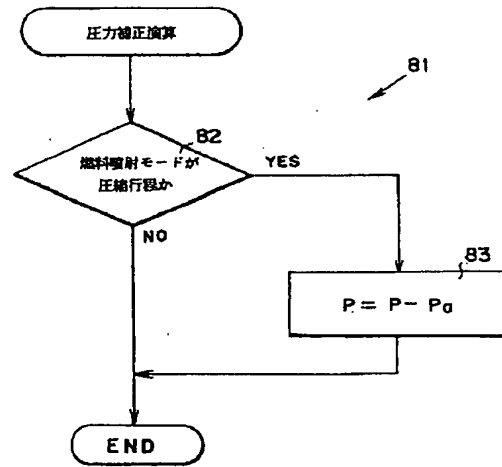 圧力補正演算
81
82
燃料噴射モードが
圧縮行程か
YES
NO
83
P = P - Pa
END